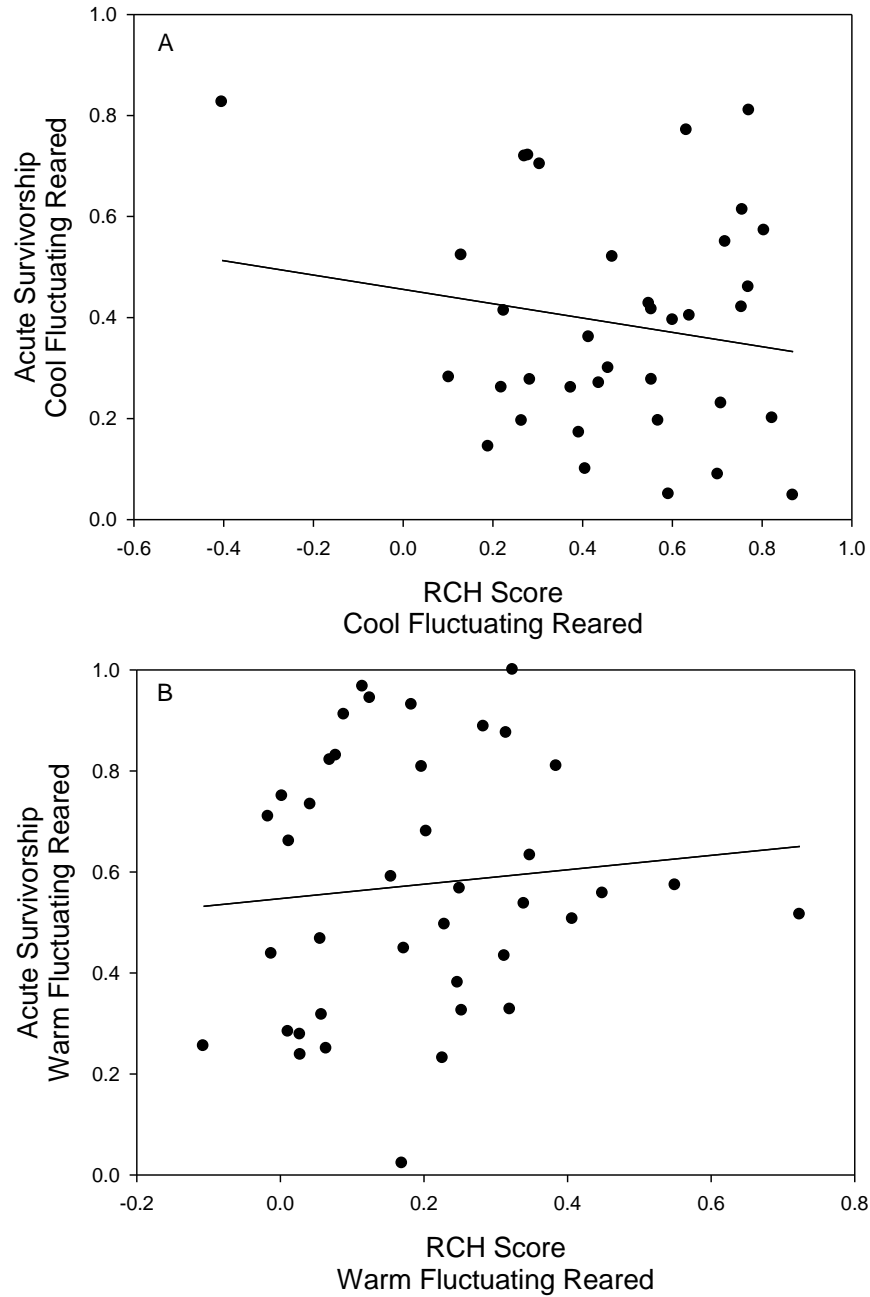 A
1.0
0.8
0.6
0.4
0.2
0.0
Acute Survivorship
Cool Fluctuating Reared
-0.6 -0.4 -0.2 0.0 0.2 0.4 0.6 0.8 1.0
RCH Score
Cool Fluctuating Reared
B
1.0
0.8
0.6
0.4
0.2
0.0
Acute Survivorship
Warm Fluctuating Reared
-0.2 0.0 0.2 0.4 0.6 0.8
RCH Score
Warm Fluctuating Reared